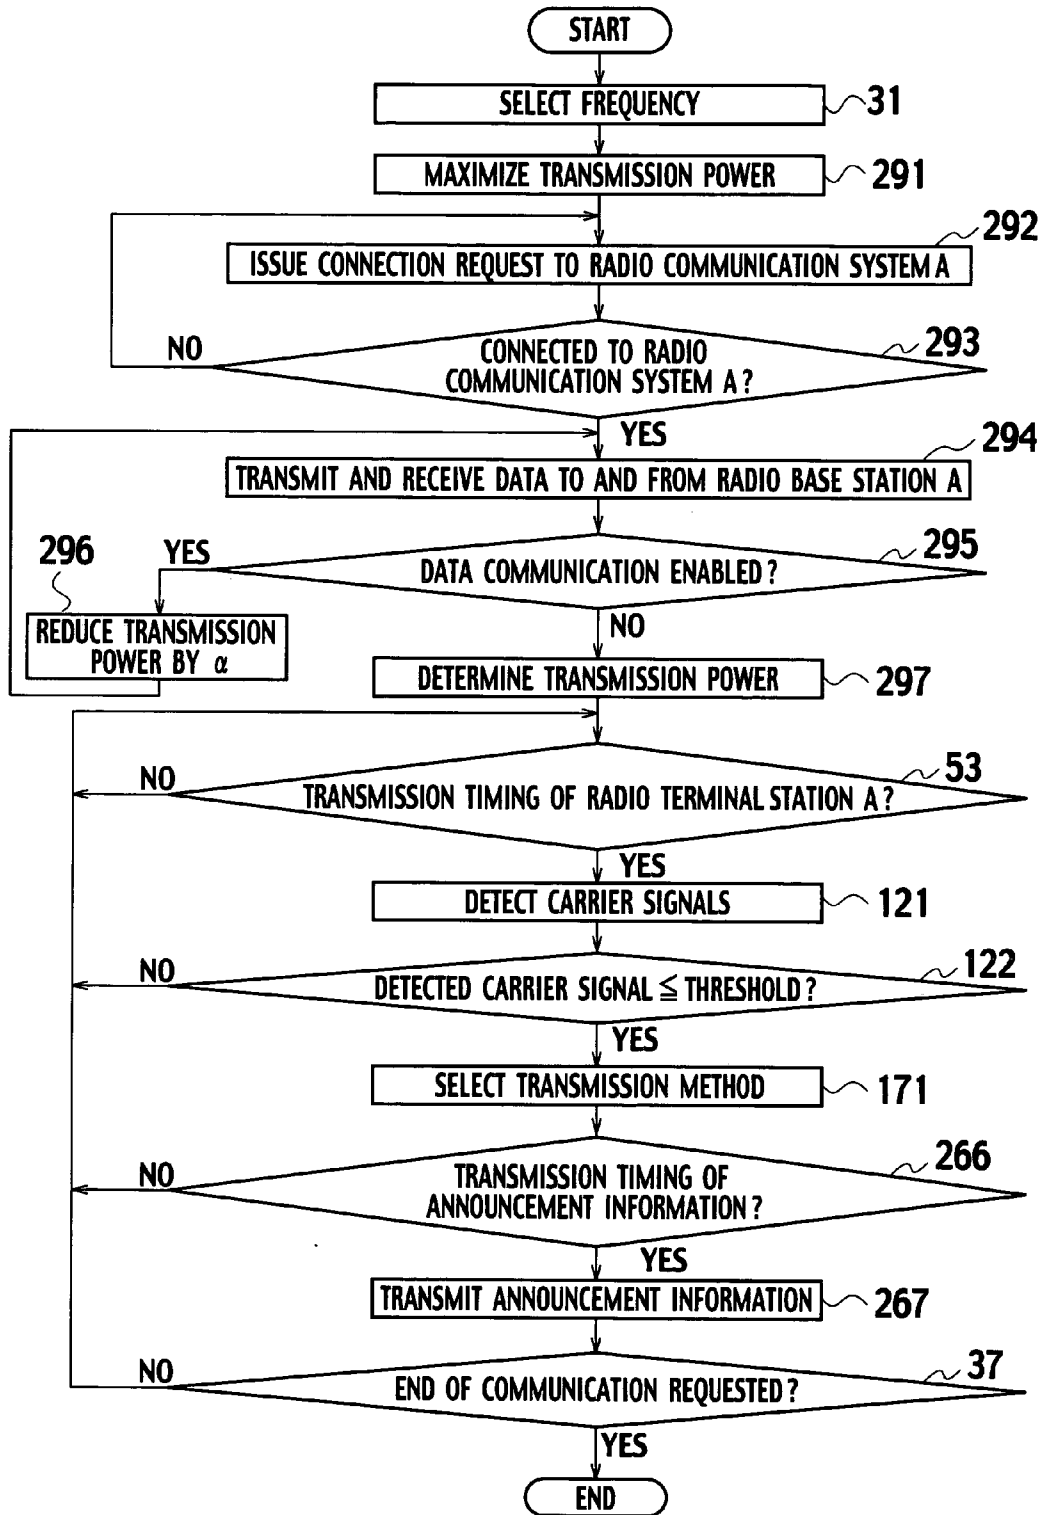 START
SELECT FREQUENCY
31
MAXIMIZE TRANSMISSION POWER
291
292
ISSUE CONNECTION REQUEST TO RADIO COMMUNICATION SYSTEM A
NO
CONNECTED TO RADIO
COMMUNICATION SYSTEM A?
293
YES
294
TRANSMIT AND RECEIVE DATA TO AND FROM RADIO BASE STATION A
296
YES
DATA COMMUNICATION ENABLED?
295
REDUCE TRANSMISSION
POWER BY α
NO
DETERMINE TRANSMISSION POWER
297
NO
TRANSMISSION TIMING OF RADIO TERMINAL STATION A?
53
YES
DETECT CARRIER SIGNALS
121
NO
DETECTED CARRIER SIGNAL ≦ THRESHOLD?
122
YES
SELECT TRANSMISSION METHOD
171
NO
TRANSMISSION TIMING OF
ANNOUNCEMENT INFORMATION?
266
YES
TRANSMIT ANNOUNCEMENT INFORMATION
267
NO
END OF COMMUNICATION REQUESTED?
37
YES
END